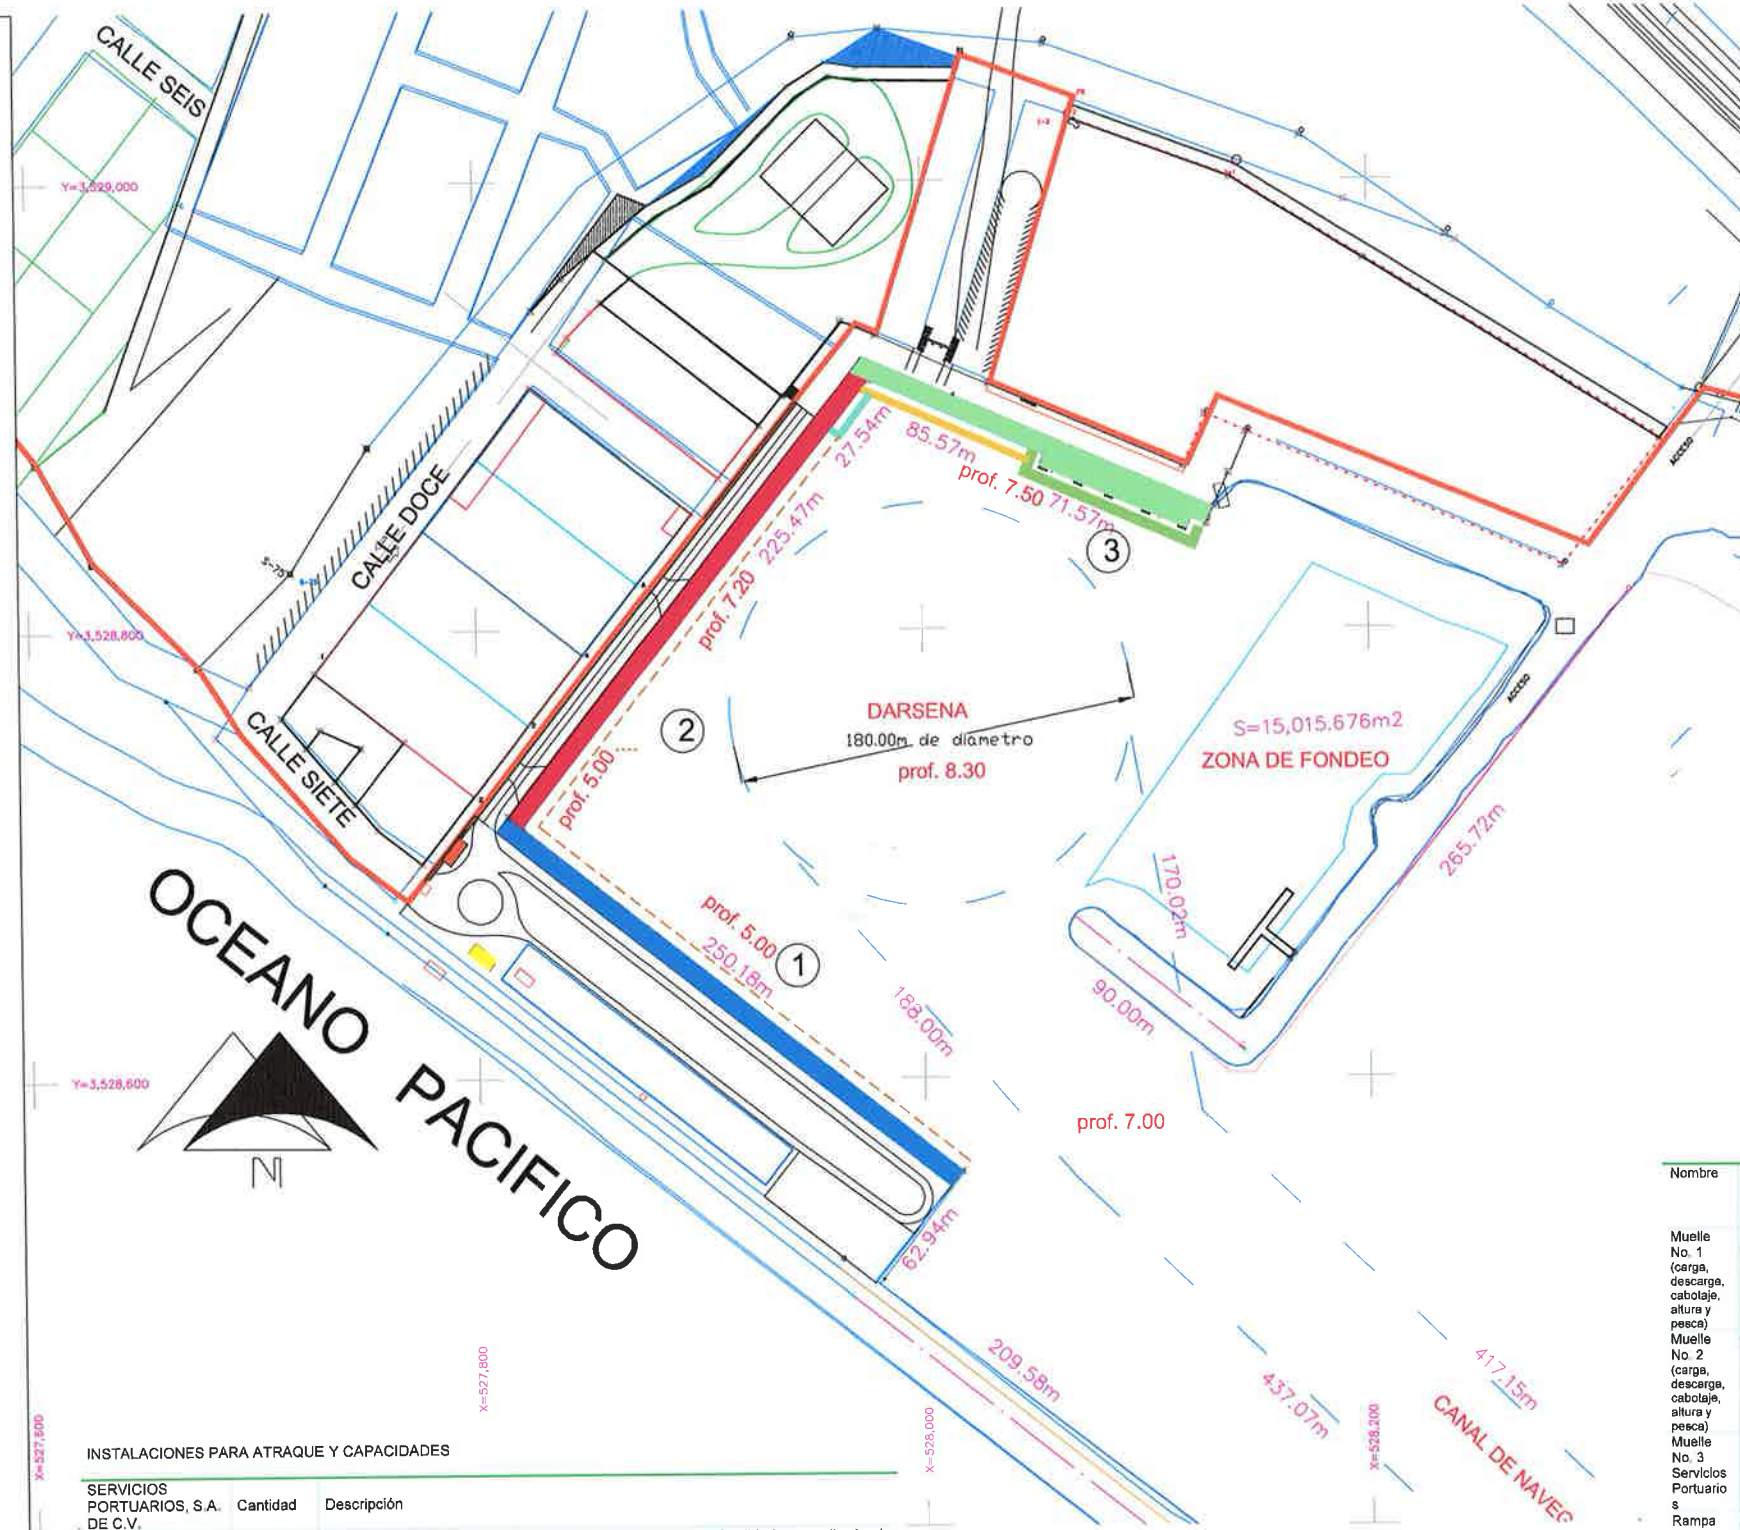 CALLE SEIS
Y=3,529,000
27.54m
85.57m
prof. 7.50
71.57m
225.47m
3
CALLE DOCE
S-75
prof. 7.20
ACCESO
Y=3,528,800
ACCESO
DARSENA
180.00m de diametro
prof. 8.30
S=15,015.676m2
ZONA DE FONDEO
2
CALLE SIETE
prof. 5.00
265.72m
170.02m
prof. 5.00
250.18m
1
188.00m
90.00m
OCEANO PACIFICO
Y=3,528,600
N
prof. 7.00
62.94m
209.58m
437.07m
417.15m
CANAL DE NAVEG
X=527,600
X=527,800
X=528,000
X=528,200
INSTALACIONES PARA ATRAQUE Y CAPACIDADES
SERVICIOS
PORTUARIOS, S.A. Cantidad Descripción
DE C.V.
Nombre
Muelle
No. 1
(carga,
descarga,
cabotaje,
altura y
pesca)
Muelle
No. 2
(carga,
descarga,
cabotaje,
altura y
pesca)
Muelle
No. 3
Servicios
Portuario
s
Rampa